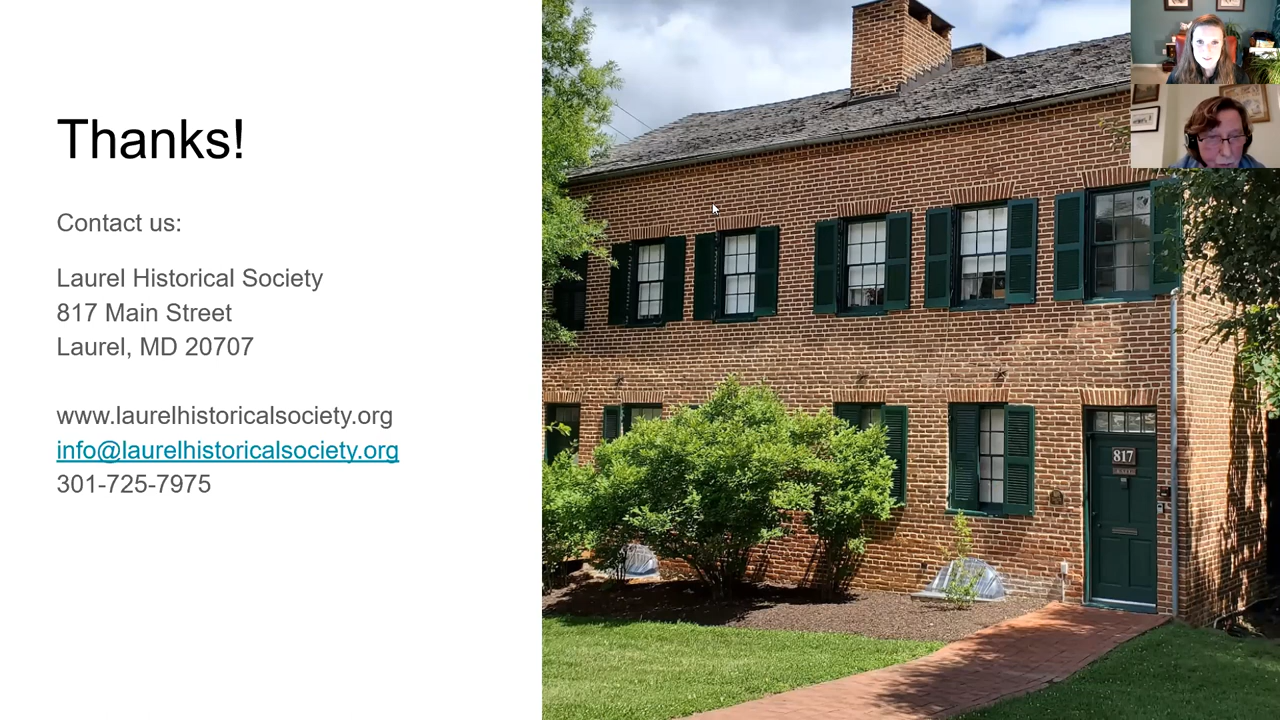 Thanks!
Contact us:
Laurel Historical Society
817 Main Street
Laurel, MD 20707
www.laurelhistoricalsociety.org
info@laurelhistoricalsociety.org
301-725-7975
817